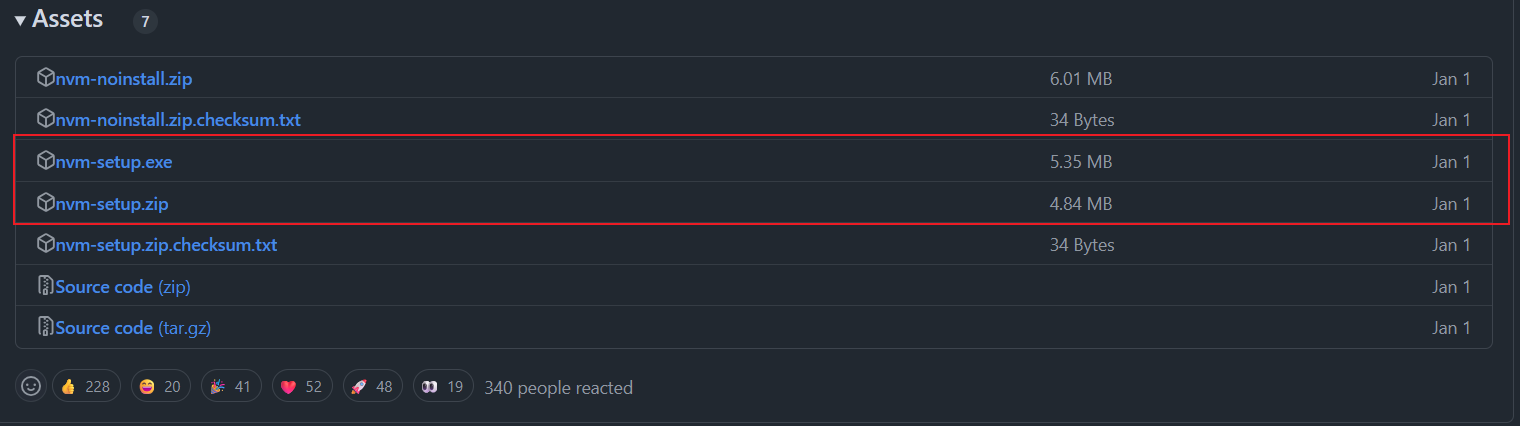 Assets 7
nvm-noinstall.zip 6.01 MB Jan 1
nvm-noinstall.zip.checksum.txt 34 Bytes Jan 1
nvm-setup.exe 5.35 MB Jan 1
nvm-setup.zip 4.84 MB Jan 1
nvm-setup.zip.checksum.txt 34 Bytes Jan 1
Source code (zip) Jan 1
Source code (tar.gz) Jan 1
228 20 41 52 48 19 340 people reacted